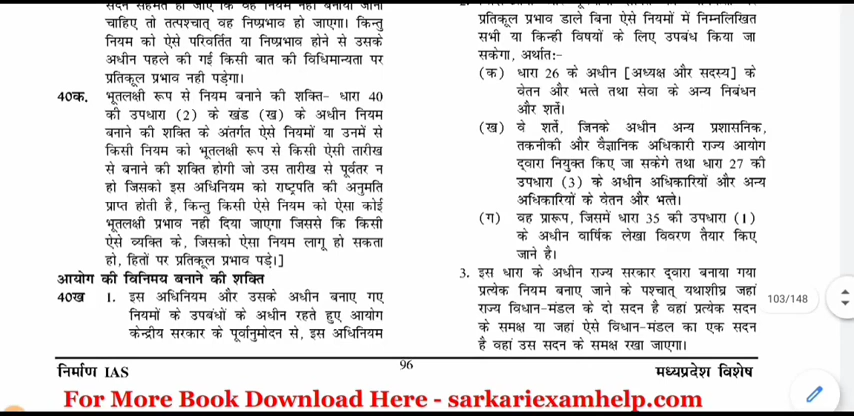 सदन सहमत हो जाए कि वह नियम नहीं बनाया जाना
चाहिए तो तत्पश्चात् वह निष्प्रभाव हो जाएगा। किन्तु
नियम को ऐसे परिवर्तित या निष्प्रभाव होने से उसके
अधीन पहले की गई किसी बात की विधिमान्यता पर
प्रतिकूल प्रभाव नही पड़ेगा।
40क. भूतलक्षी रूप से नियम बनाने की शक्ति- धारा 40
की उपधारा (2) के खंड (ख) के अधीन नियम
बनाने की शक्ति के अंतर्गत ऐसे नियमों या उनमें से
किसी नियम को भूतलक्षी रूप से किसी ऐसी तारीख
से बनाने की शक्ति होगी जो उस तारीख से पूर्वतर न
हो जिसको इस अधिनियम को राष्ट्रपति की अनुमति
प्राप्त होती है, किन्तु किसी ऐसे नियम को ऐसा कोई
भूतलक्षी प्रभाव नही दिया जाएगा जिससे कि किसी
ऐसे व्यक्ति के, जिसको ऐसा नियम लागू हो सकता
हो, हितों पर प्रतिकूल प्रभाव पड़े।]
आयोग की विनिमय बनाने की शक्ति
40ख 1. इस अधिनियम और उसके अधीन बनाए गए
नियमों के उपबंधों के अधीन रहते हुए आयोग
केन्द्रीय सरकार के पूर्वानुमोदन से, इस अधिनियम
प्रतिकूल प्रभाव डाले बिना ऐसे नियमों में निम्नलिखित
सभी या किन्ही विषयों के लिए उपबंध किया जा
सकेगा, अर्थात:-
(क) धारा 26 के अधीन [अध्यक्ष और सदस्य] के
वेतन और भत्ते तथा सेवा के अन्य निबंधन
और शर्ते।
(ख) वे शर्ते, जिनके अधीन अन्य प्रशासनिक,
तकनीकी और वैज्ञानिक अधिकारी राज्य आयोग
द्वारा नियुक्त किए जा सकेगे तथा धारा 27 की
उपधारा (3) के अधीन अधिकारियों और अन्य
अधिकारियों के वेतन और भत्ते।
(ग) वह प्रारूप, जिसमें धारा 35 की उपधारा (1)
के अधीन वार्षिक लेखा विवरण तैयार किए
जाने है।
3. इस धारा के अधीन राज्य सरकार द्वारा बनाया गया
प्रत्येक नियम बनाए जाने के पश्चात् यथाशीघ्र जहां
राज्य विधान-मंडल के दो सदन है वहां प्रत्येक सदन
के समक्ष या जहां ऐसे विधान-मंडल का एक सदन
है वहां उस सदन के समक्ष रखा जाएगा।
103/148
निर्माण IAS
96
मध्यप्रदेश विशेष
For More Book Download Here - sarkariexamhelp.com